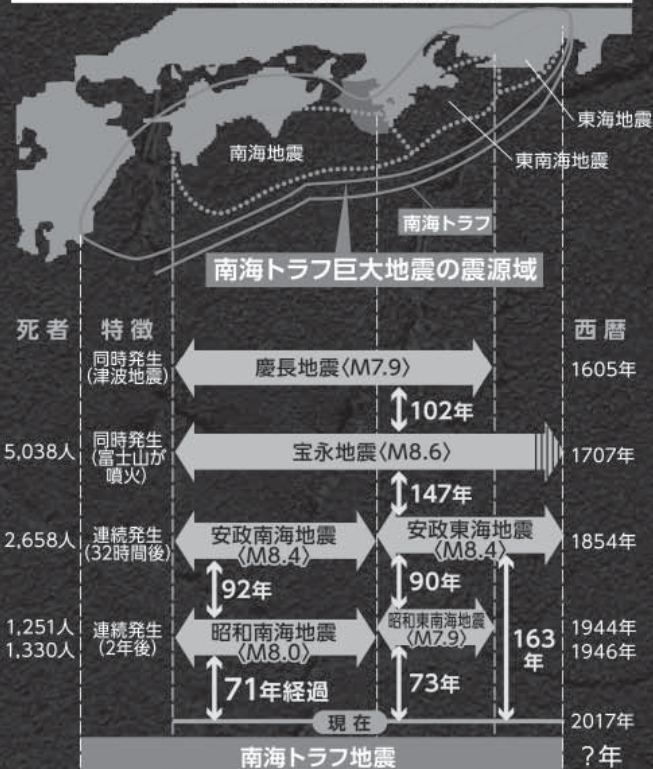 東海地震
東南海地震
南海地震
南海トラフ
南海トラフ巨大地震の震源域
死者
特徴
西暦
同時発生
(津波地震)
慶長地震〈M7.9〉
1605年
102年
5,038人
同時発生
(富士山が
噴火)
宝永地震〈M8.6〉
1707年
147年
2,658人
連続発生
(32時間後)
安政南海地震
〈M8.4〉
安政東海地震
〈M8.4〉
1854年
92年
90年
1,251人
1,330人
連続発生
(2年後)
昭和南海地震
〈M8.0〉
昭和東南海地震
〈M7.9〉
163
年
1944年
1946年
71年経過
73年
現在
2017年
南海トラフ地震
?年